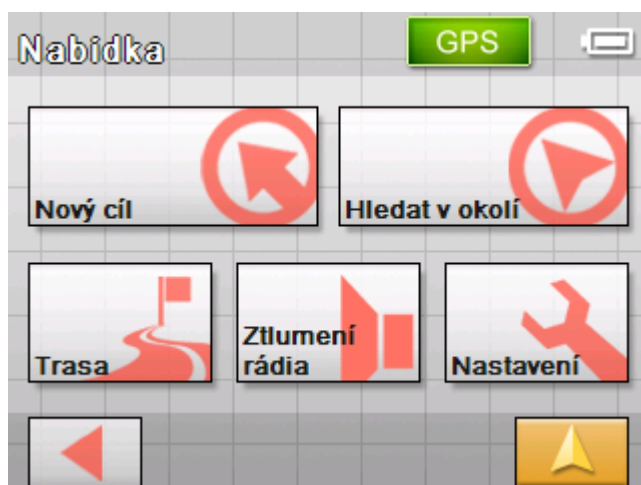 Nabídka
GPS
Nový cíl
Hledat v okolí
Trasa
Ztlumení
rádia
Nastavení